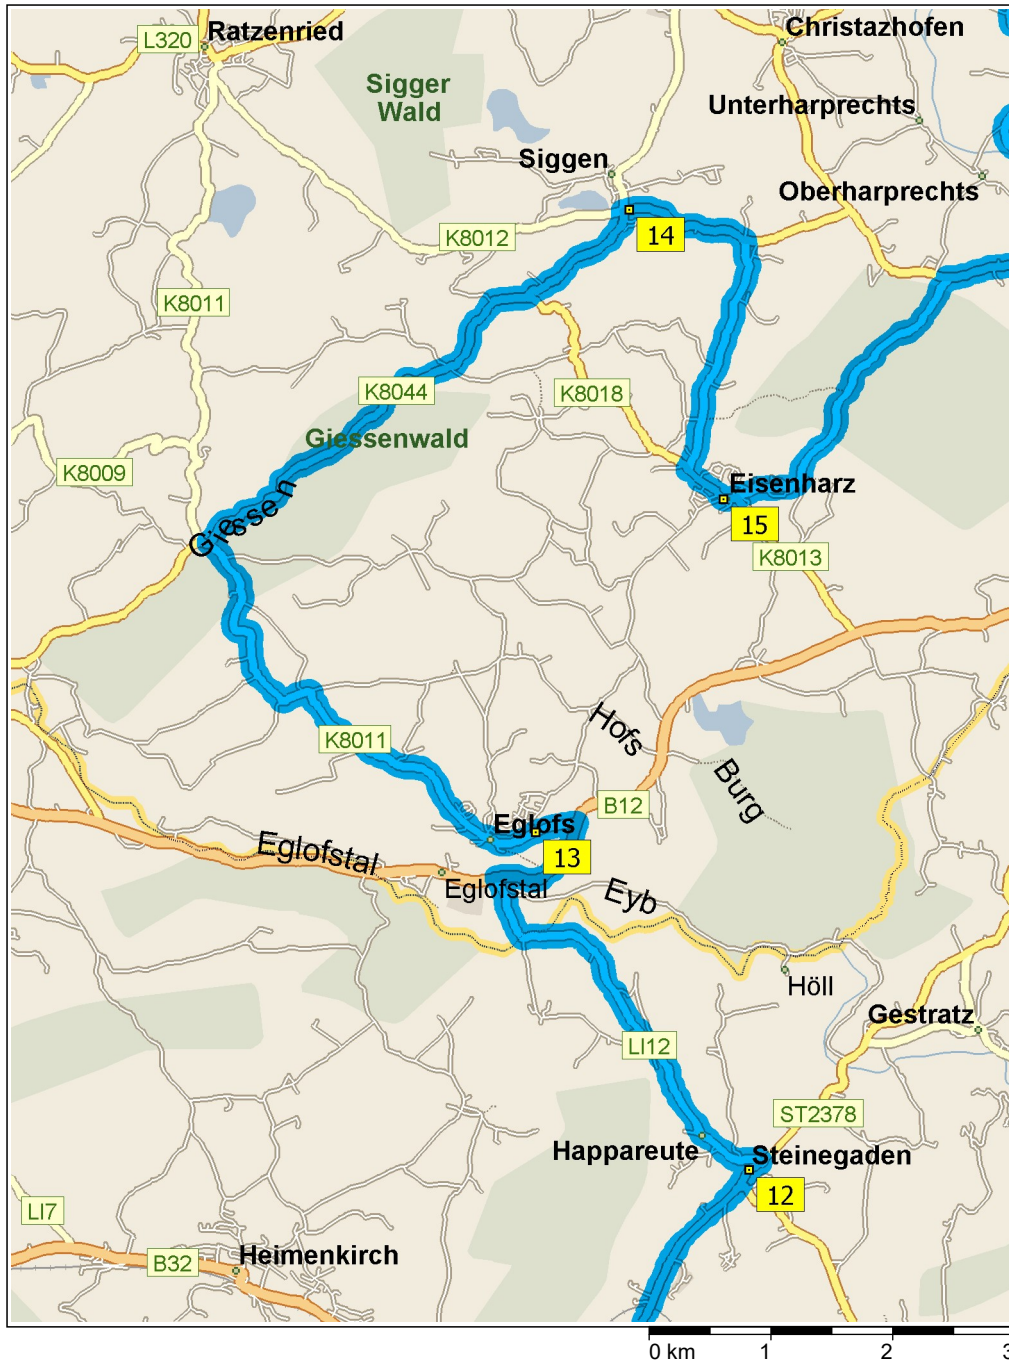 Ratzenried
L320
Christazhofen
Sigger
Wald
Unterharprechts
Siggen
Oberharprechts
14
K8012
K8011
K8044
K8018
Giessenwald
K8009
Eisenharz
Giessen
15
K8013
Hofs
K8011
Burg
B12
Eglofs
Eglofstal
13
Eglofstal
Eyb
Höll
Gestratz
LI12
ST2378
Happareute
Steinegaden
12
LI7
Heimenkirch
B32
0 km 1 2 3